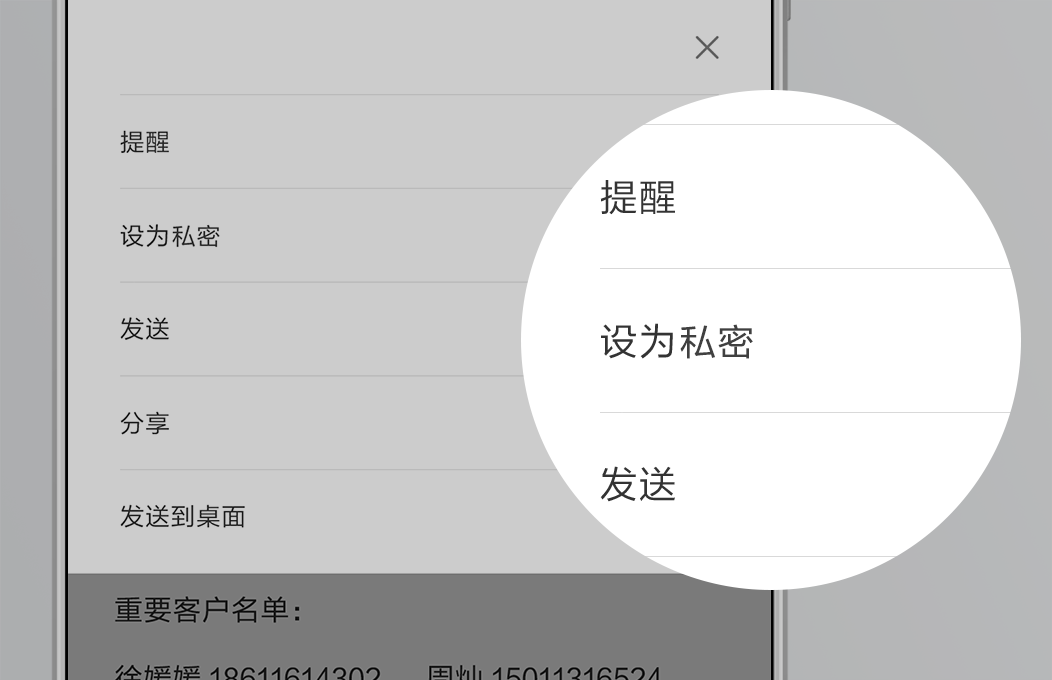 提醒
设为私密
发送
分享
发送到桌面
提醒
设为私密
发送
重要客户名单：
徐媛媛 18611614302 周灿 15011316524